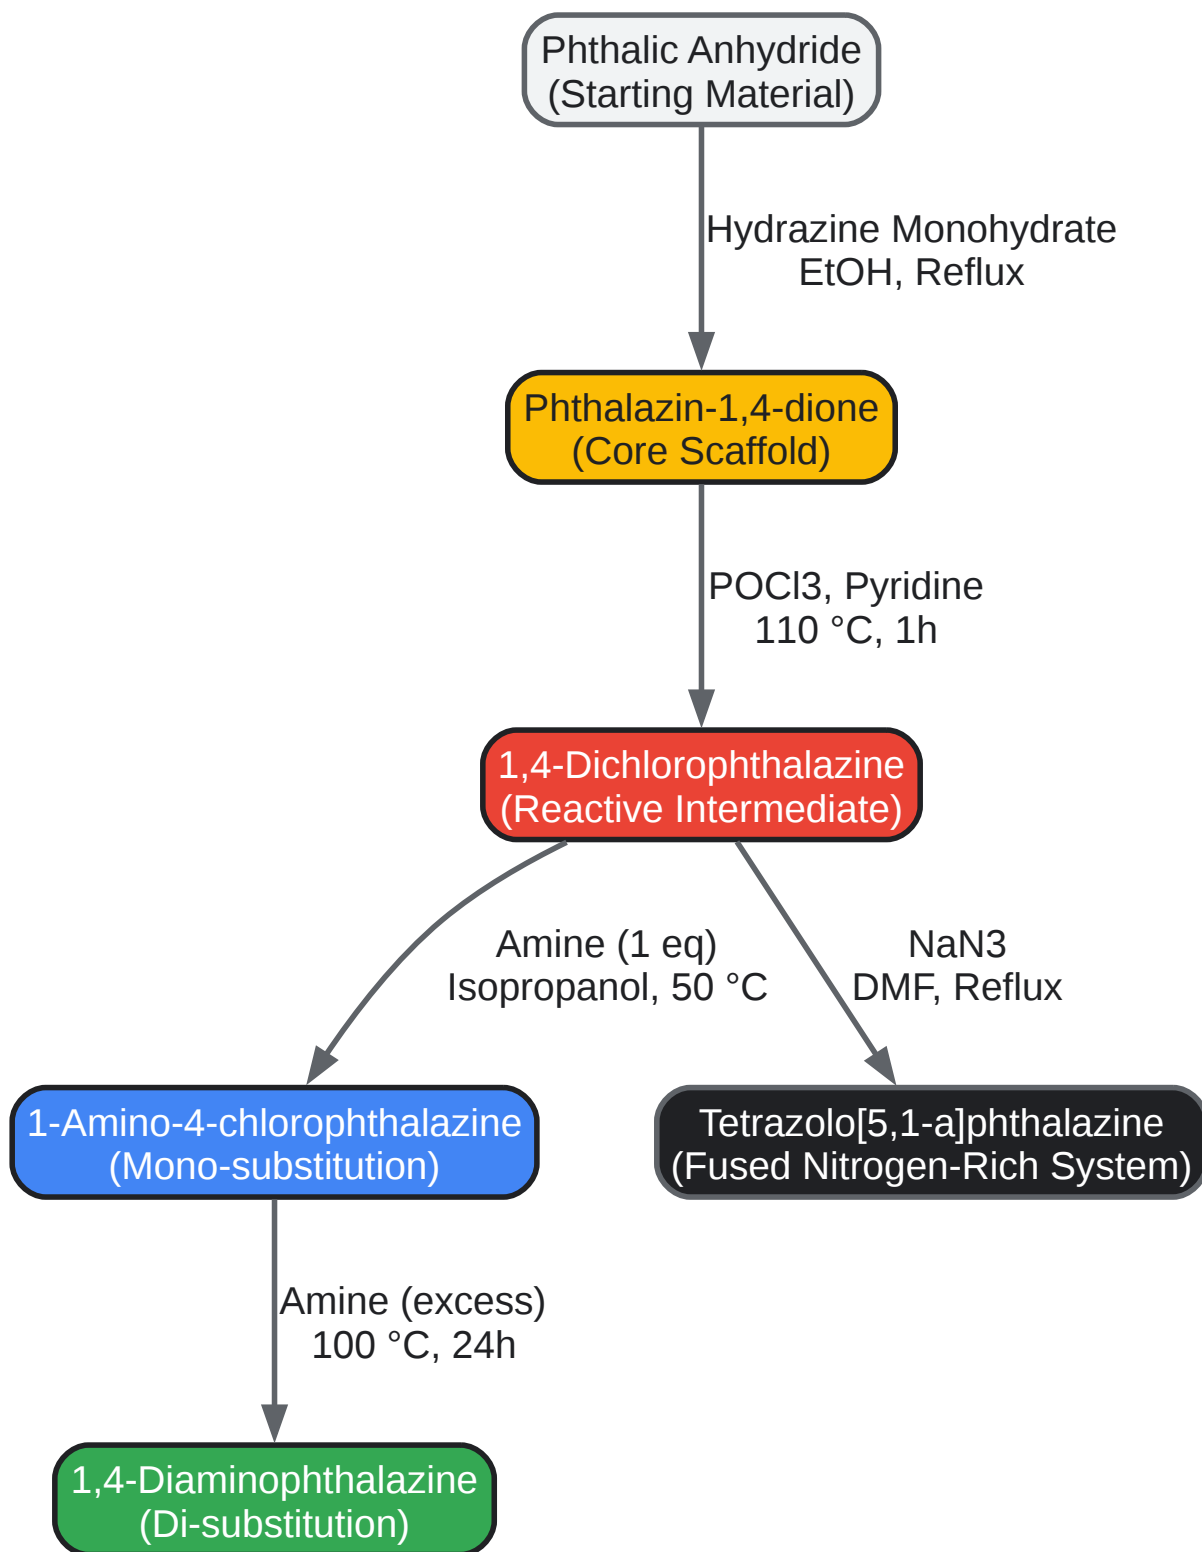 Phthalic Anhydride
(Starting Material)
Hydrazine Monohydrate
EtOH, Reflux
Phthalazin-1,4-dione
(Core Scaffold)
POCl3, Pyridine
110 °C, 1h
1,4-Dichlorophthalazine
(Reactive Intermediate)
Amine (1 eq)
Isopropanol, 50 °C
NaN3
DMF, Reflux
1-Amino-4-chlorophthalazine
(Mono-substitution)
Tetrazolo[5,1-a]phthalazine
(Fused Nitrogen-Rich System)
Amine (excess)
100 °C, 24h
1,4-Diaminophthalazine
(Di-substitution)